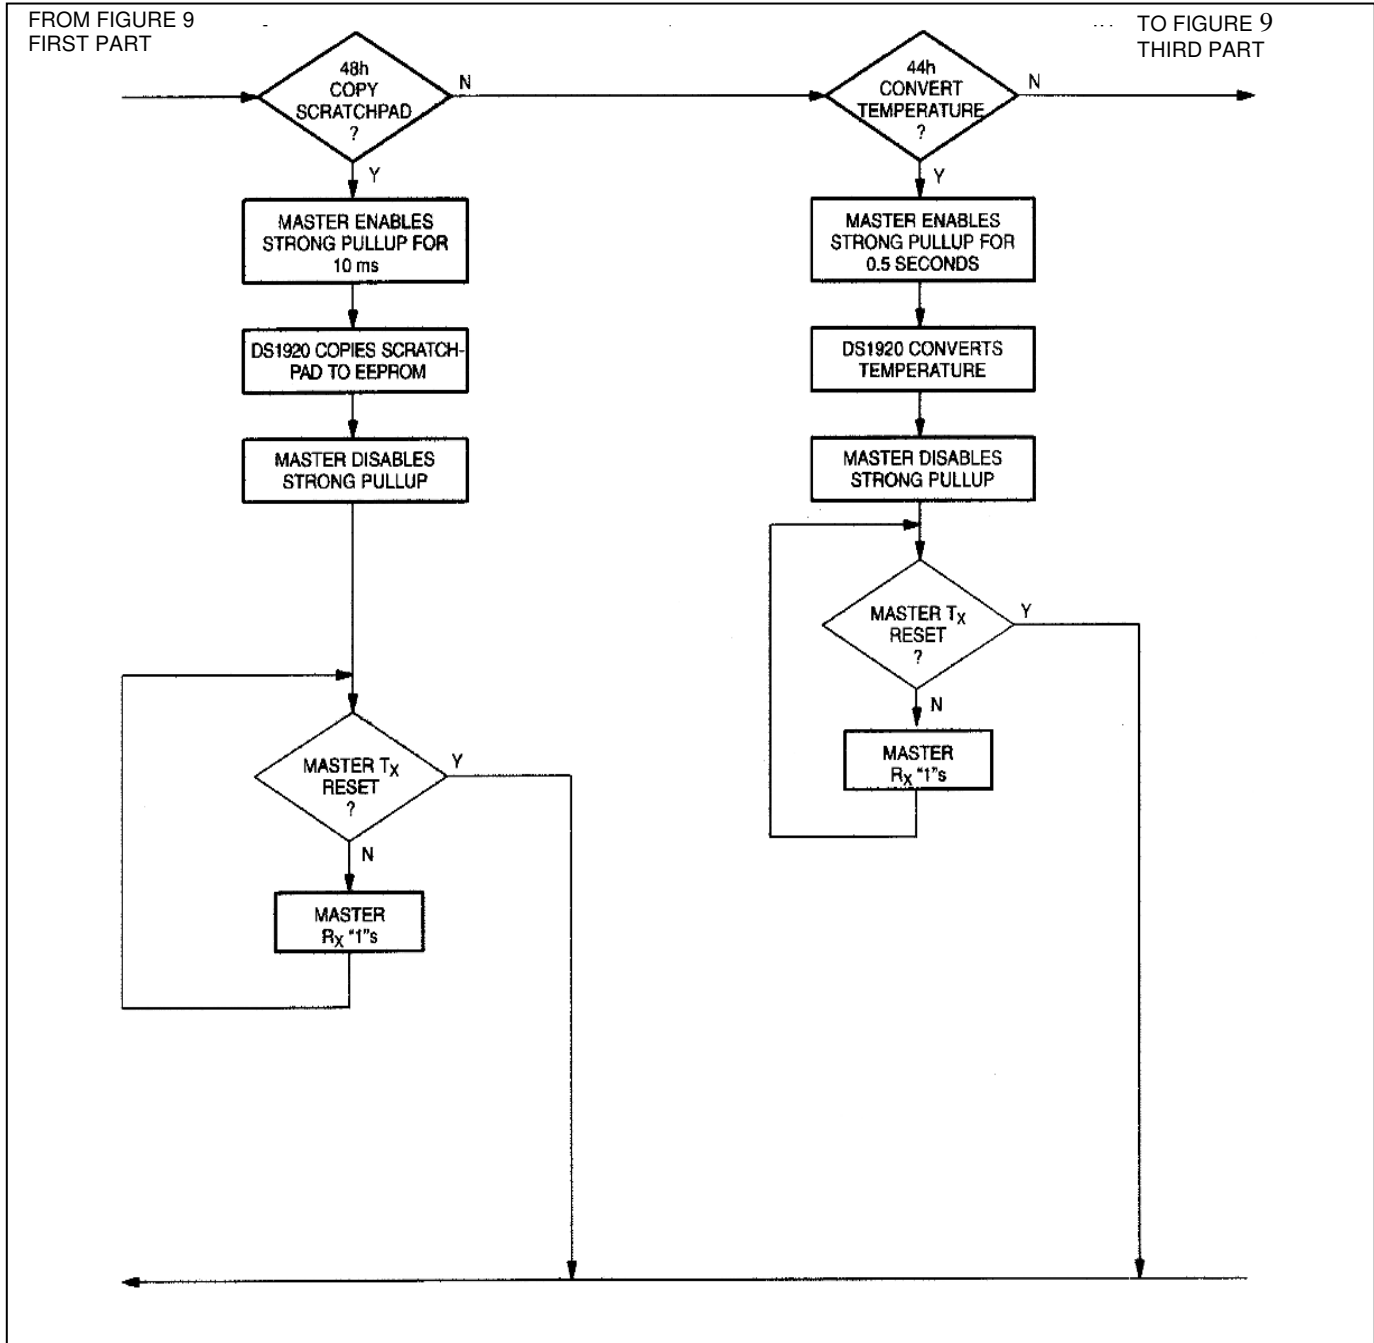 FROM FIGURE 9
FIRST PART
TO FIGURE 9
THIRD PART
48h
COPY
SCRATCHPAD
?
N
Y
MASTER ENABLES
STRONG PULLUP FOR
10 ms
DS1920 COPIES SCRATCH-
PAD TO EEPROM
MASTER DISABLES
STRONG PULLUP
MASTER TX
RESET
?
Y
N
MASTER
RX "1"s
44h
CONVERT
TEMPERATURE
?
N
Y
MASTER ENABLES
STRONG PULLUP FOR
0.5 SECONDS
DS1920 CONVERTS
TEMPERATURE
MASTER DISABLES
STRONG PULLUP
MASTER TX
RESET
?
Y
N
MASTER
RX "1"s